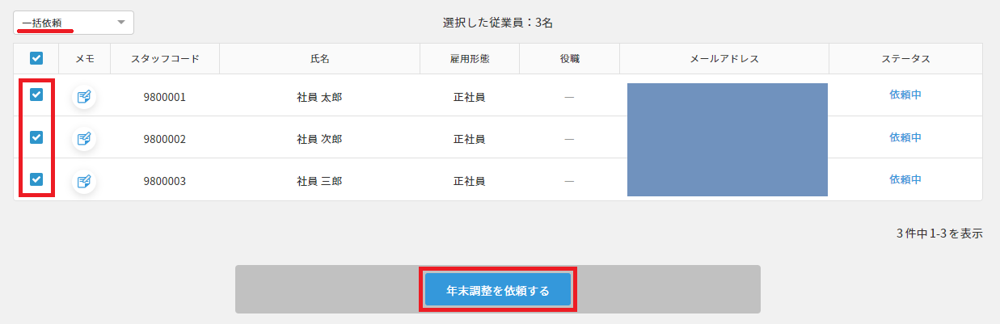 一括依頼
選択した従業員：3名
メモ スタッフコード 氏名 雇用形態 役職 メールアドレス ステータス
9800001 社員 太郎 正社員 — 依頼中
9800002 社員 次郎 正社員 — 依頼中
9800003 社員 三郎 正社員 — 依頼中
3 件中 1-3 を表示
年末調整を依頼する